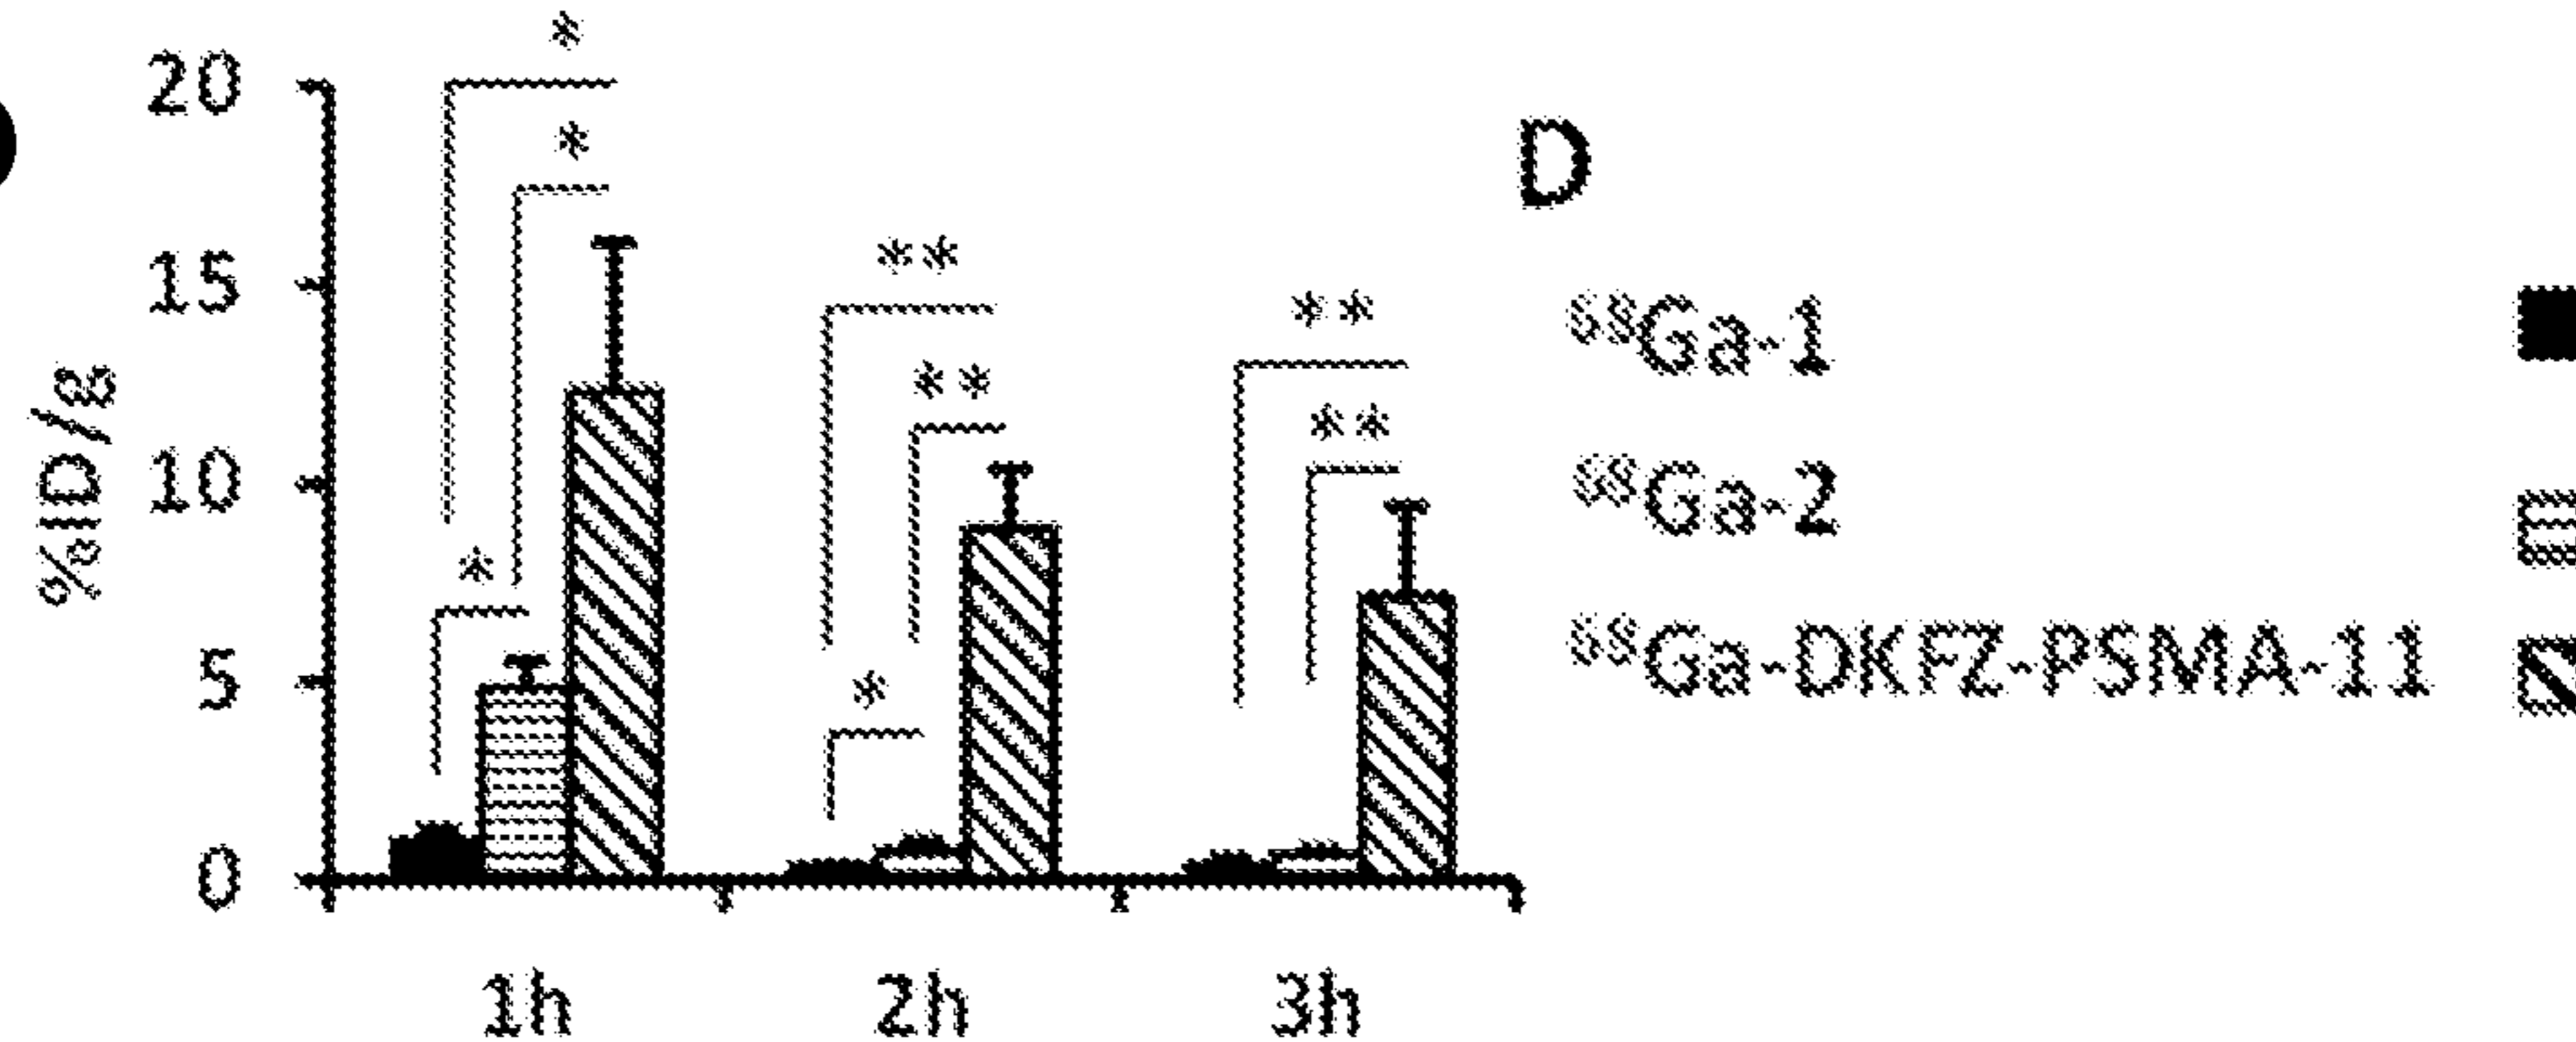 *
20
*
D
15
**
**
⁶⁸Ga-1
%ID/g
**
10
**
⁶⁸Ga-2
*
5
*
⁶⁸Ga-DKFZ-PSMA-11
0
1h 2h 3h